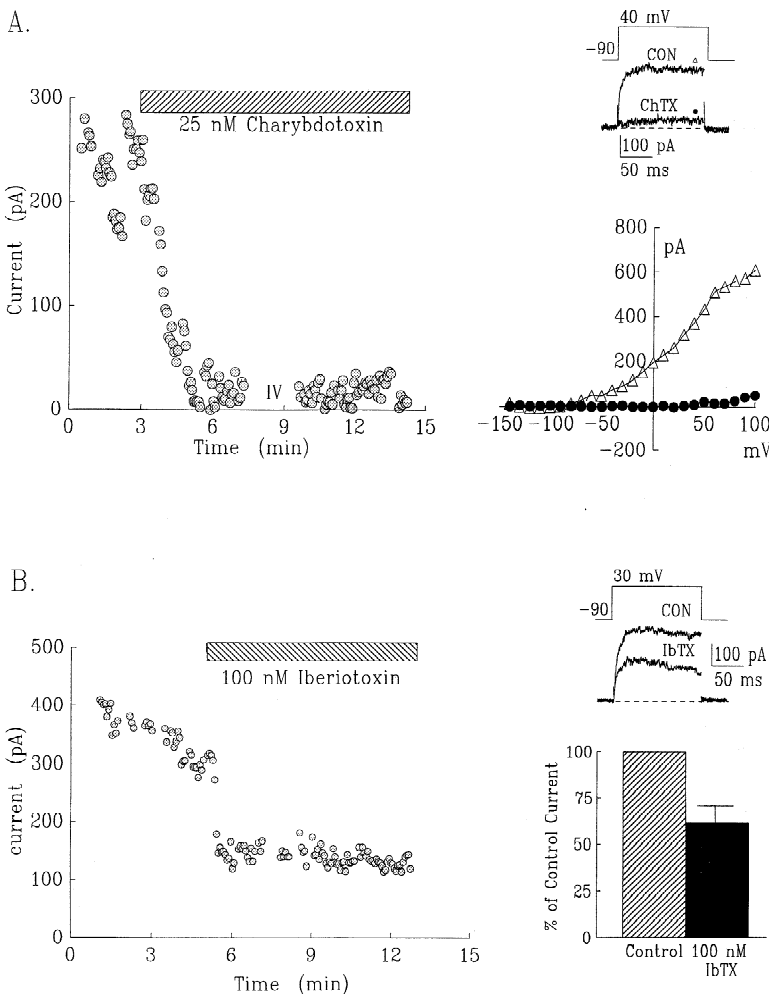 A.
300
200
100
0
Current (pA)
25 nM Charybdotoxin
IV
0 3 6 9 12 15
Time (min)
40 mV
-90
CON
ChTX
100 pA
50 ms
800
600
400
200
-200
pA
-150 -100 -50 50 100
mV
B.
500
400
300
200
100
0
current (pA)
100 nM Iberiotoxin
0 3 6 9 12 15
Time (min)
30 mV
-90
CON
IbTX
100 pA
50 ms
100
75
50
25
0
% of Control Current
Control 100 nM
IbTX